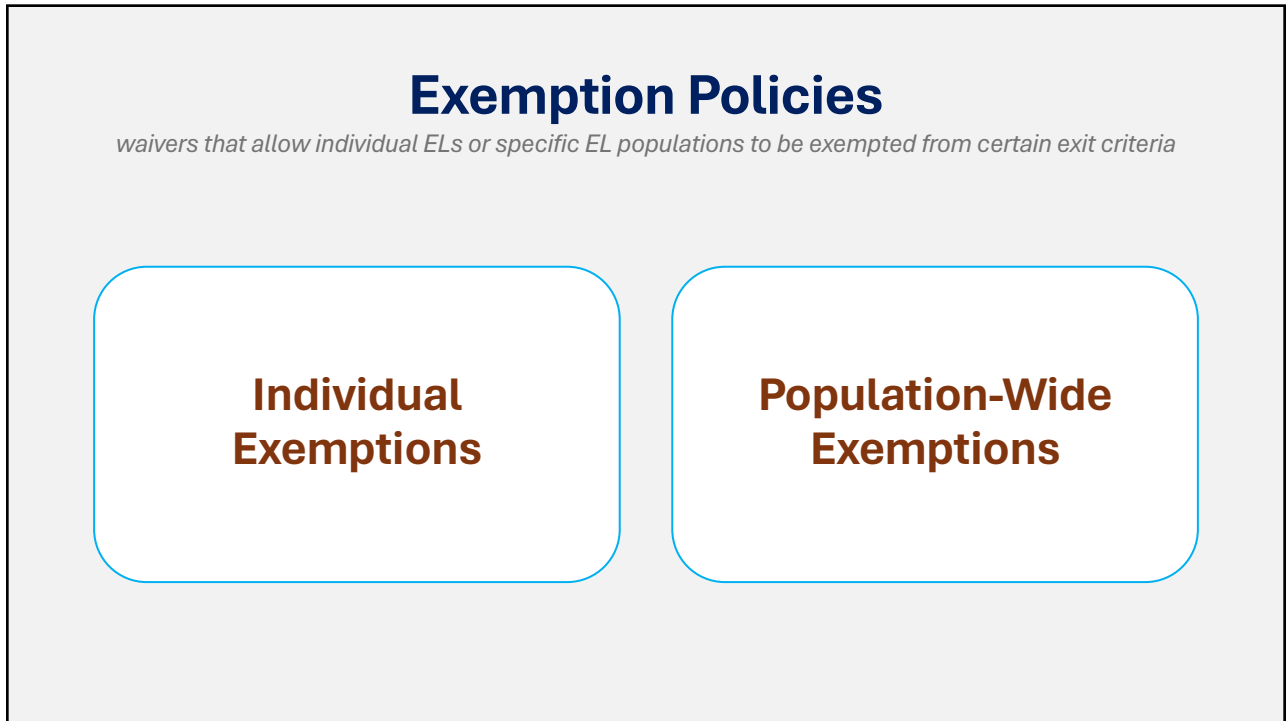 Exemption Policies
waivers that allow individual ELs or specific EL populations to be exempted from certain exit criteria
Individual
Exemptions
Population-Wide
Exemptions